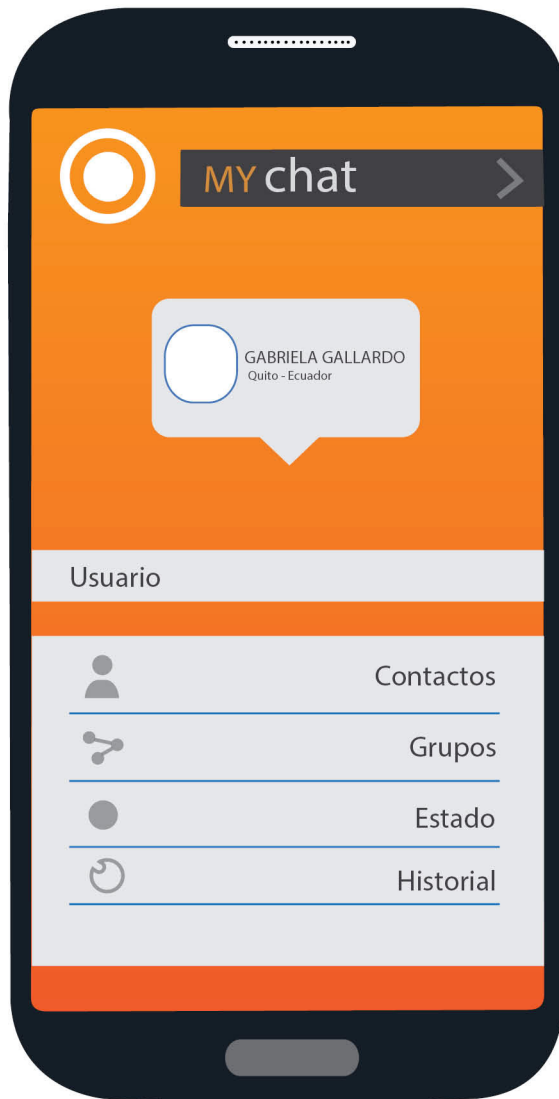 MY chat
GABRIELA GALLARDO
Quito - Ecuador
Usuario
Contactos
Grupos
Estado
Historial